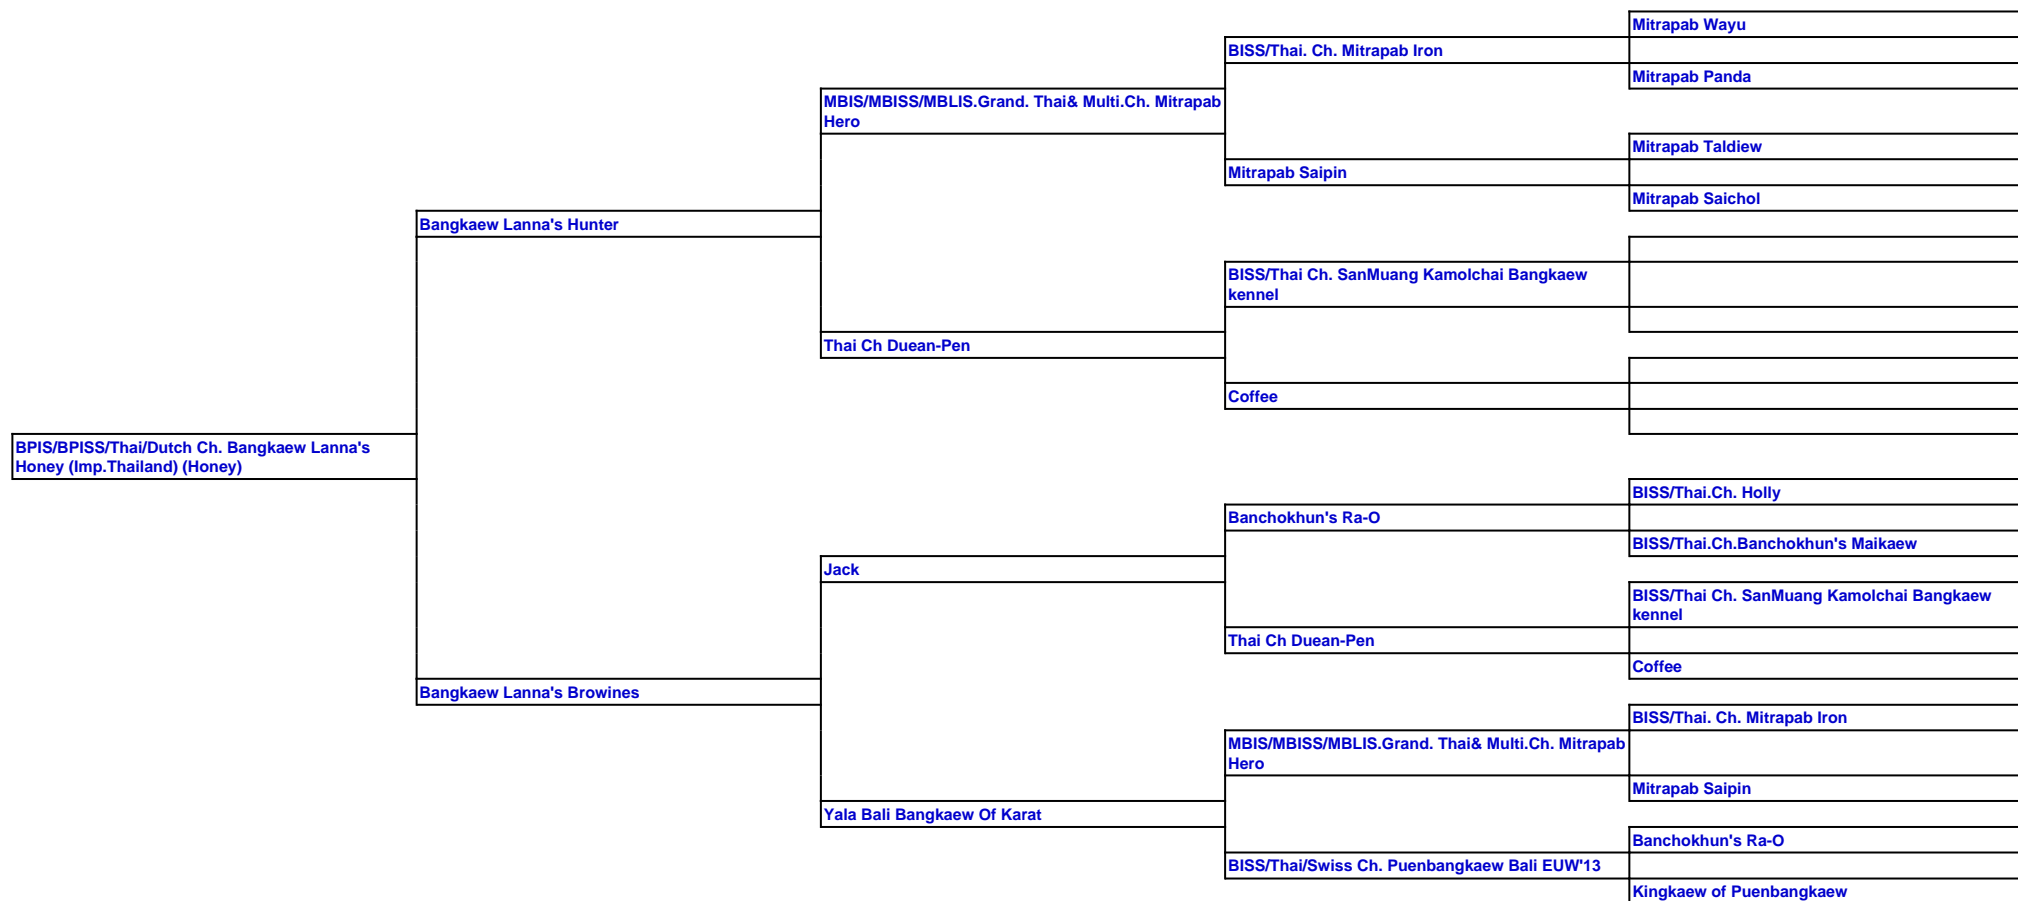 Mitrapab Wayu
BISS/Thai. Ch. Mitrapab Iron
Mitrapab Panda
MBIS/MBISS/MBLIS.Grand. Thai& Multi.Ch. Mitrapab
Hero
Mitrapab Taldiew
Mitrapab Saipin
Mitrapab Saichol
Bangkaew Lanna's Hunter
BISS/Thai Ch. SanMuang Kamolchai Bangkaew
kennel
Thai Ch Duean-Pen
Coffee
BPIS/BPISS/Thai/Dutch Ch. Bangkaew Lanna's
Honey (Imp.Thailand) (Honey)
BISS/Thai.Ch. Holly
Banchokhun's Ra-O
BISS/Thai.Ch.Banchokhun's Maikaew
Jack
BISS/Thai Ch. SanMuang Kamolchai Bangkaew
kennel
Thai Ch Duean-Pen
Coffee
Bangkaew Lanna's Browines
BISS/Thai. Ch. Mitrapab Iron
MBIS/MBISS/MBLIS.Grand. Thai& Multi.Ch. Mitrapab
Hero
Mitrapab Saipin
Yala Bali Bangkaew Of Karat
Banchokhun's Ra-O
BISS/Thai/Swiss Ch. Puenbangkaew Bali EUW'13
Kingkaew of Puenbangkaew